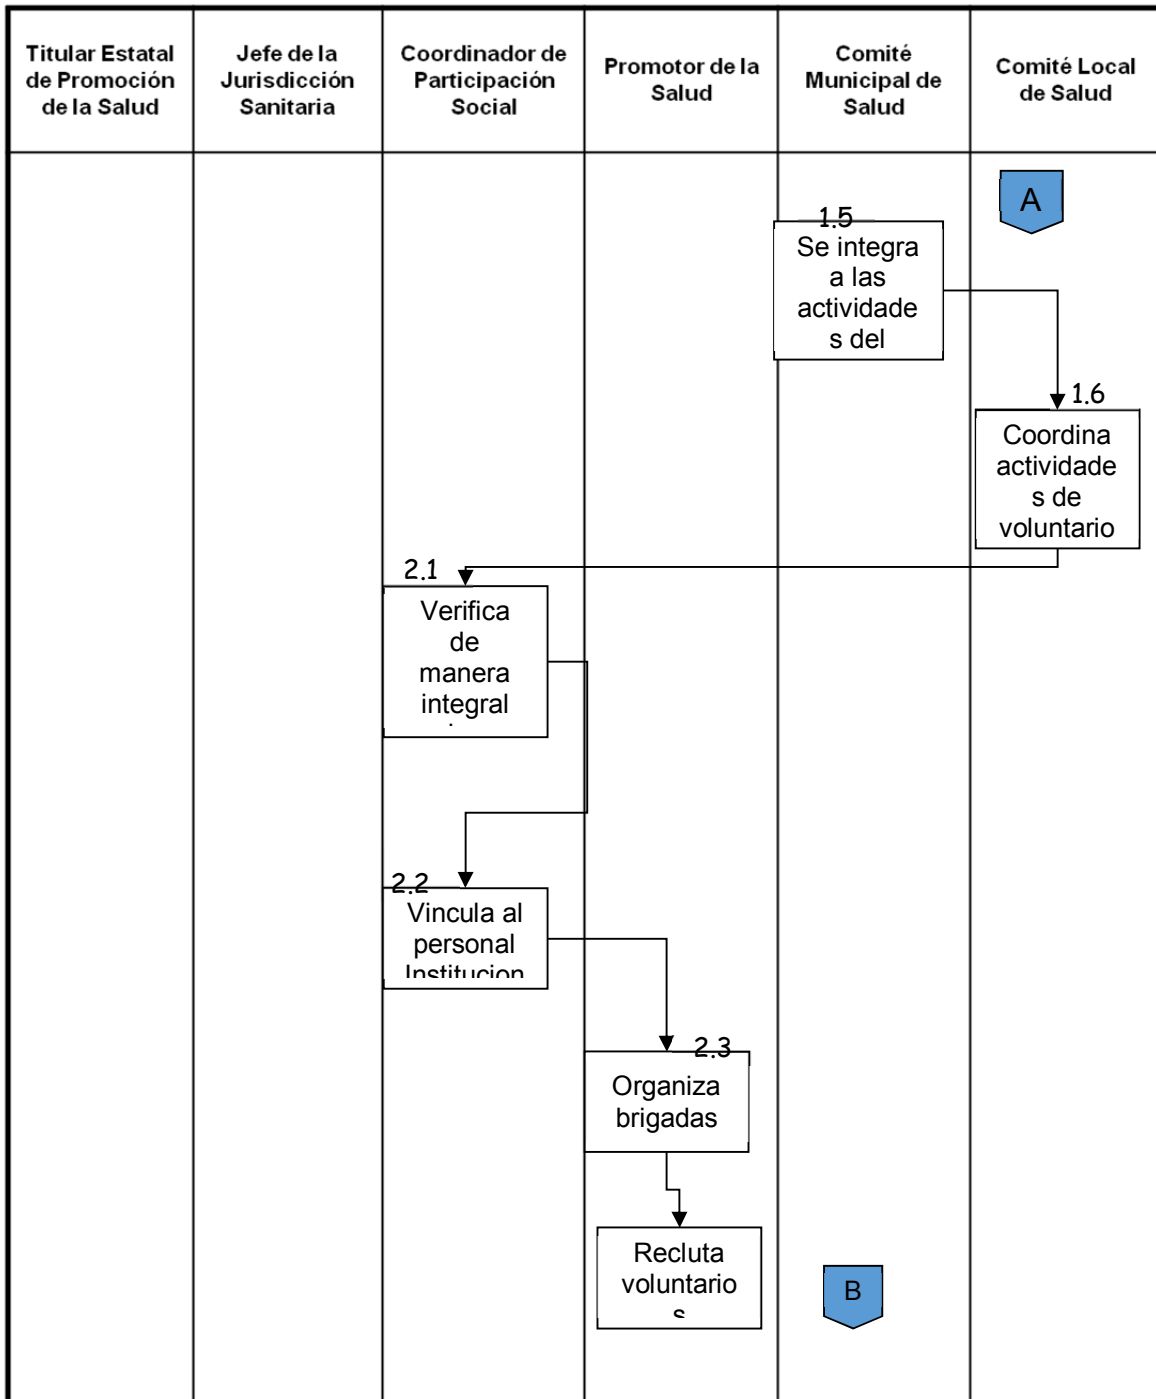 Titular Estatal
de Promoción
de la Salud
Jefe de la
Jurisdicción
Sanitaria
Coordinador de
Participación
Social
Promotor de la
Salud
Comité
Municipal de
Salud
Comité Local
de Salud
A
1.5
Se integra
a las
actividade
s del
1.6
Coordina
actividade
s de
voluntario
2.1
Verifica
de
manera
integral
2.2
Vincula al
personal
Institucion
2.3
Organiza
brigadas
Recluta
voluntario
s
B